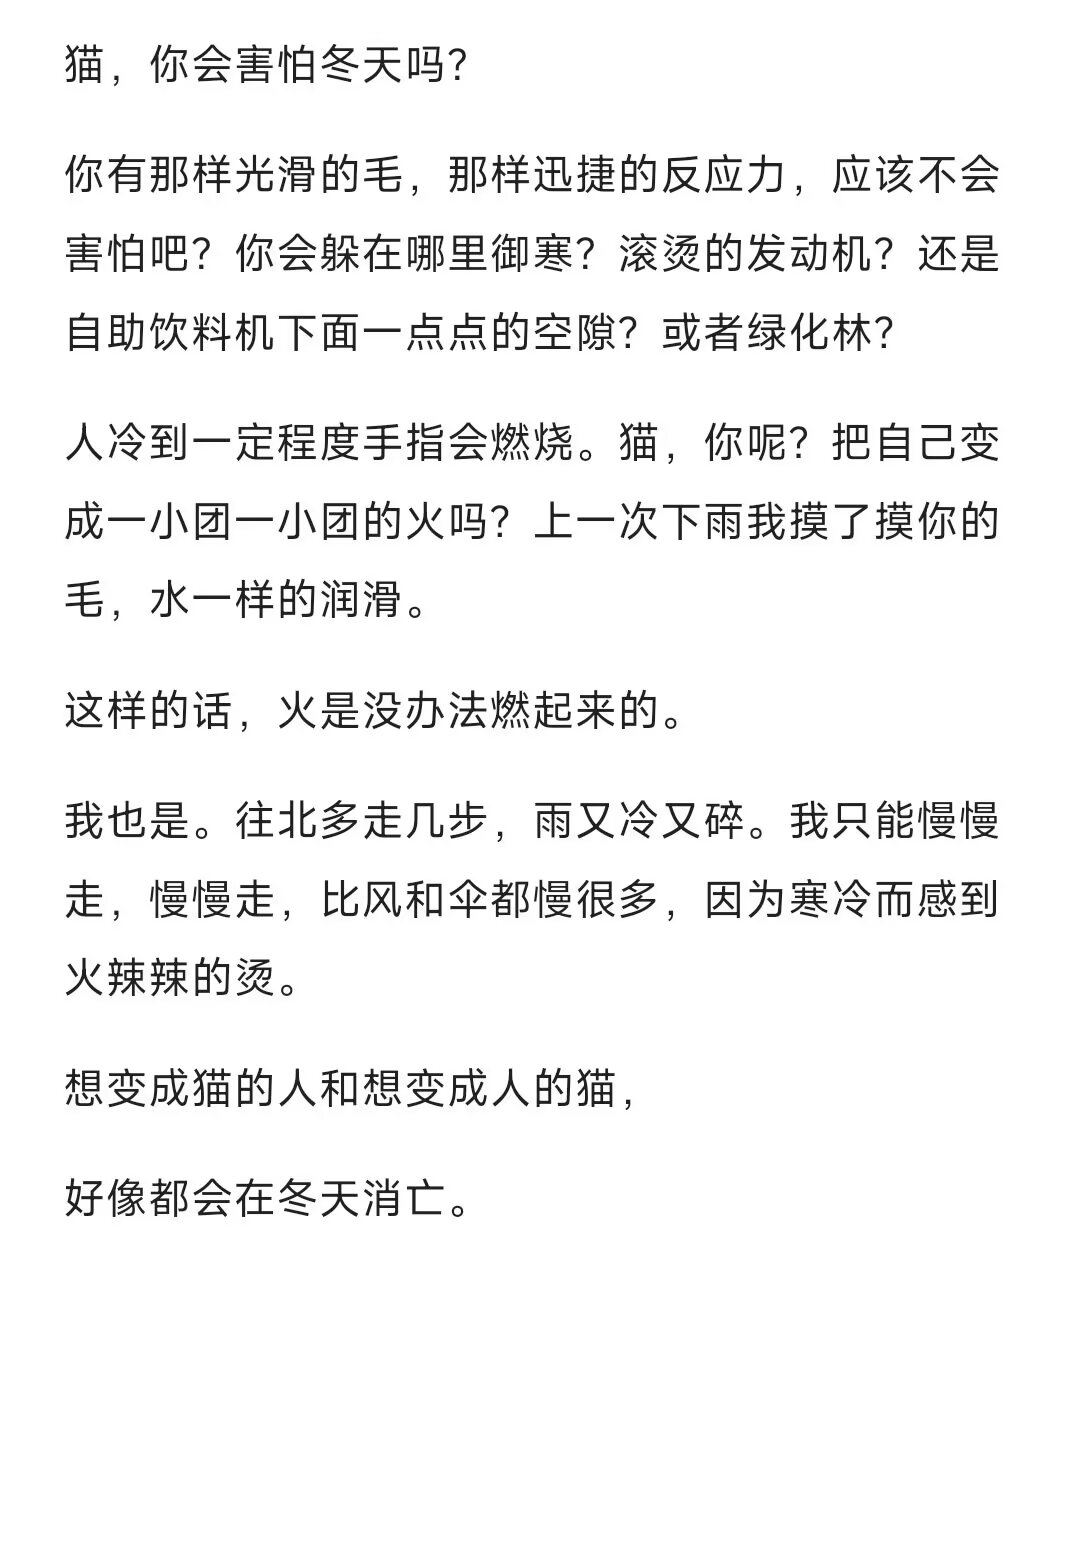 猫，你会害怕冬天吗？
你有那样光滑的毛，那样迅捷的反应力，应该不会
害怕吧？你会躲在哪里御寒？滚烫的发动机？还是
自助饮料机下面一点点的空隙？或者绿化林？
人冷到一定程度手指会燃烧。猫，你呢？把自己变
成一小团一小团的火吗？上一次下雨我摸了摸你的
毛，水一样的润滑。
这样的话，火是没办法燃起来的。
我也是。往北多走几步，雨又冷又碎。我只能慢慢
走，慢慢走，比风和伞都慢很多，因为寒冷而感到
火辣辣的烫。
想变成猫的人和想变成人的猫，
好像都会在冬天消亡。